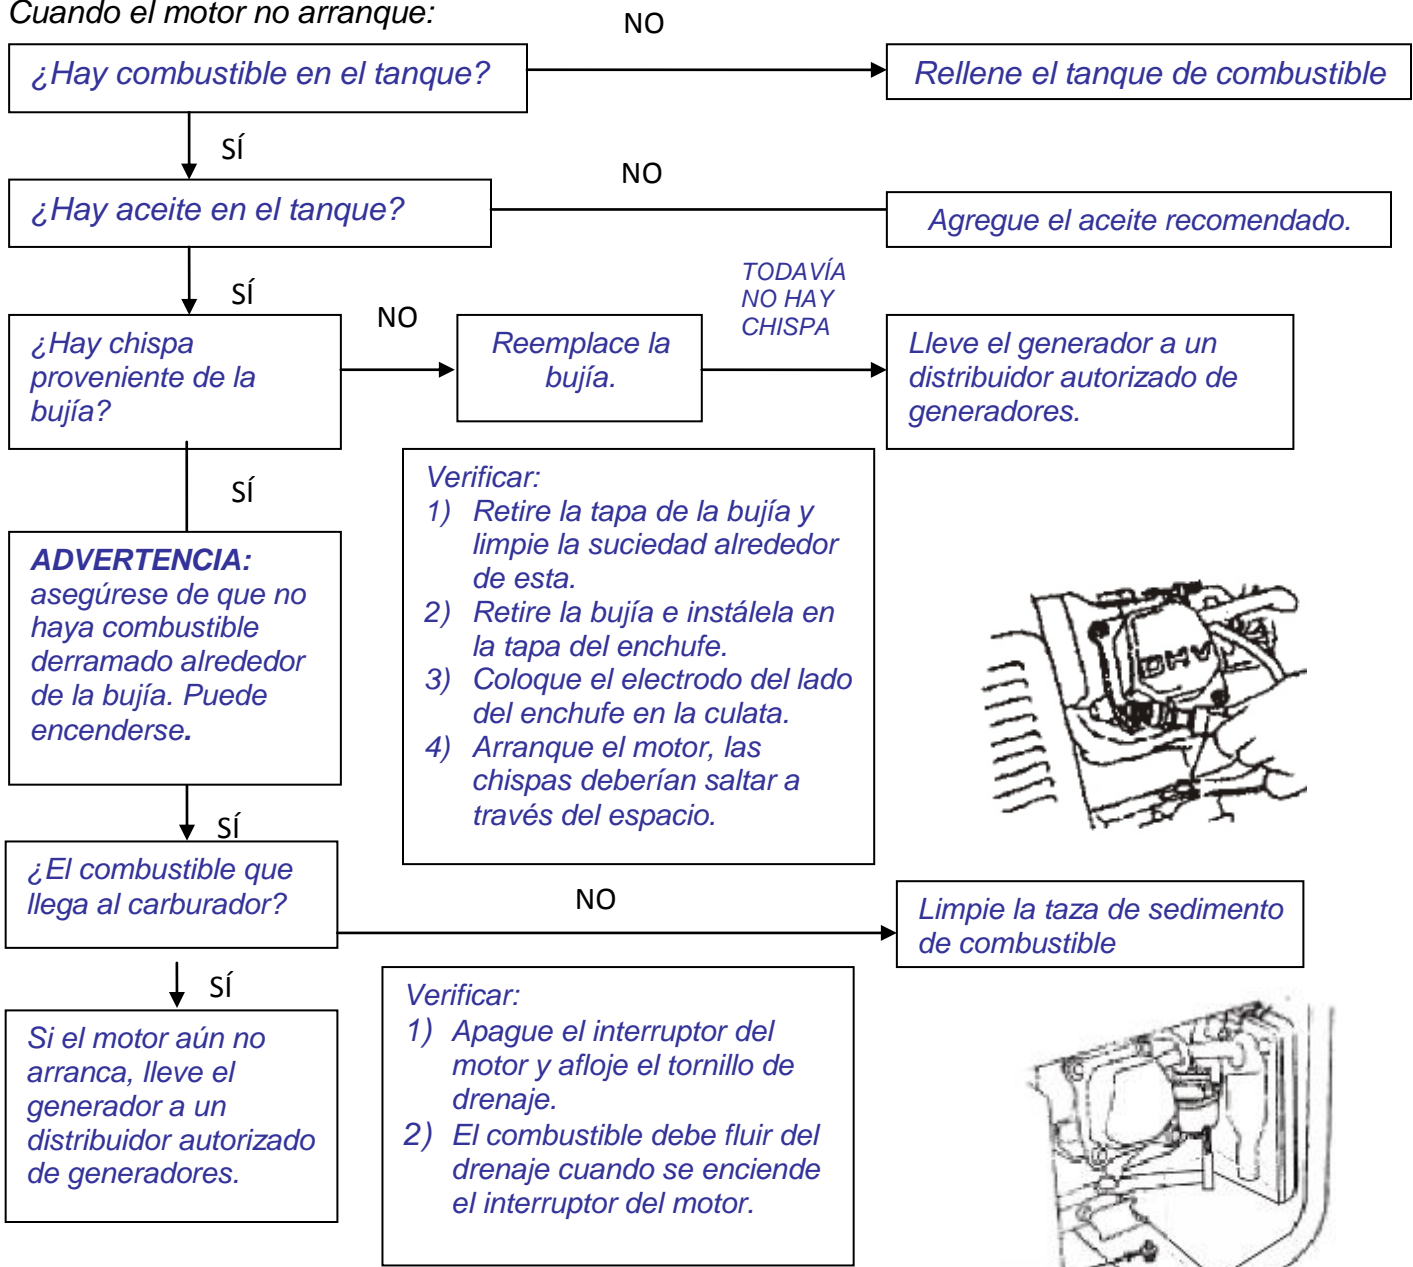 Cuando el motor no arranque:
NO
¿Hay combustible en el tanque?
Rellene el tanque de combustible
SÍ
NO
¿Hay aceite en el tanque?
Agregue el aceite recomendado.
SÍ
NO
TODAVÍA
NO HAY
CHISPA
¿Hay chispa
proveniente de la
bujía?
Reemplace la
bujía.
Lleve el generador a un
distribuidor autorizado de
generadores.
SÍ
Verificar:
1) Retire la tapa de la bujía y
limpie la suciedad alrededor
de esta.
2) Retire la bujía e instálela en
la tapa del enchufe.
3) Coloque el electrodo del lado
del enchufe en la culata.
4) Arranque el motor, las
chispas deberían saltar a
través del espacio.
ADVERTENCIA:
asegúrese de que no
haya combustible
derramado alrededor
de la bujía. Puede
encenderse.
OHV
SÍ
¿El combustible que
llega al carburador?
NO
Limpie la taza de sedimento
de combustible
SÍ
Verificar:
1) Apague el interruptor del
motor y afloje el tornillo de
drenaje.
2) El combustible debe fluir del
drenaje cuando se enciende
el interruptor del motor.
Si el motor aún no
arranca, lleve el
generador a un
distribuidor autorizado
de generadores.